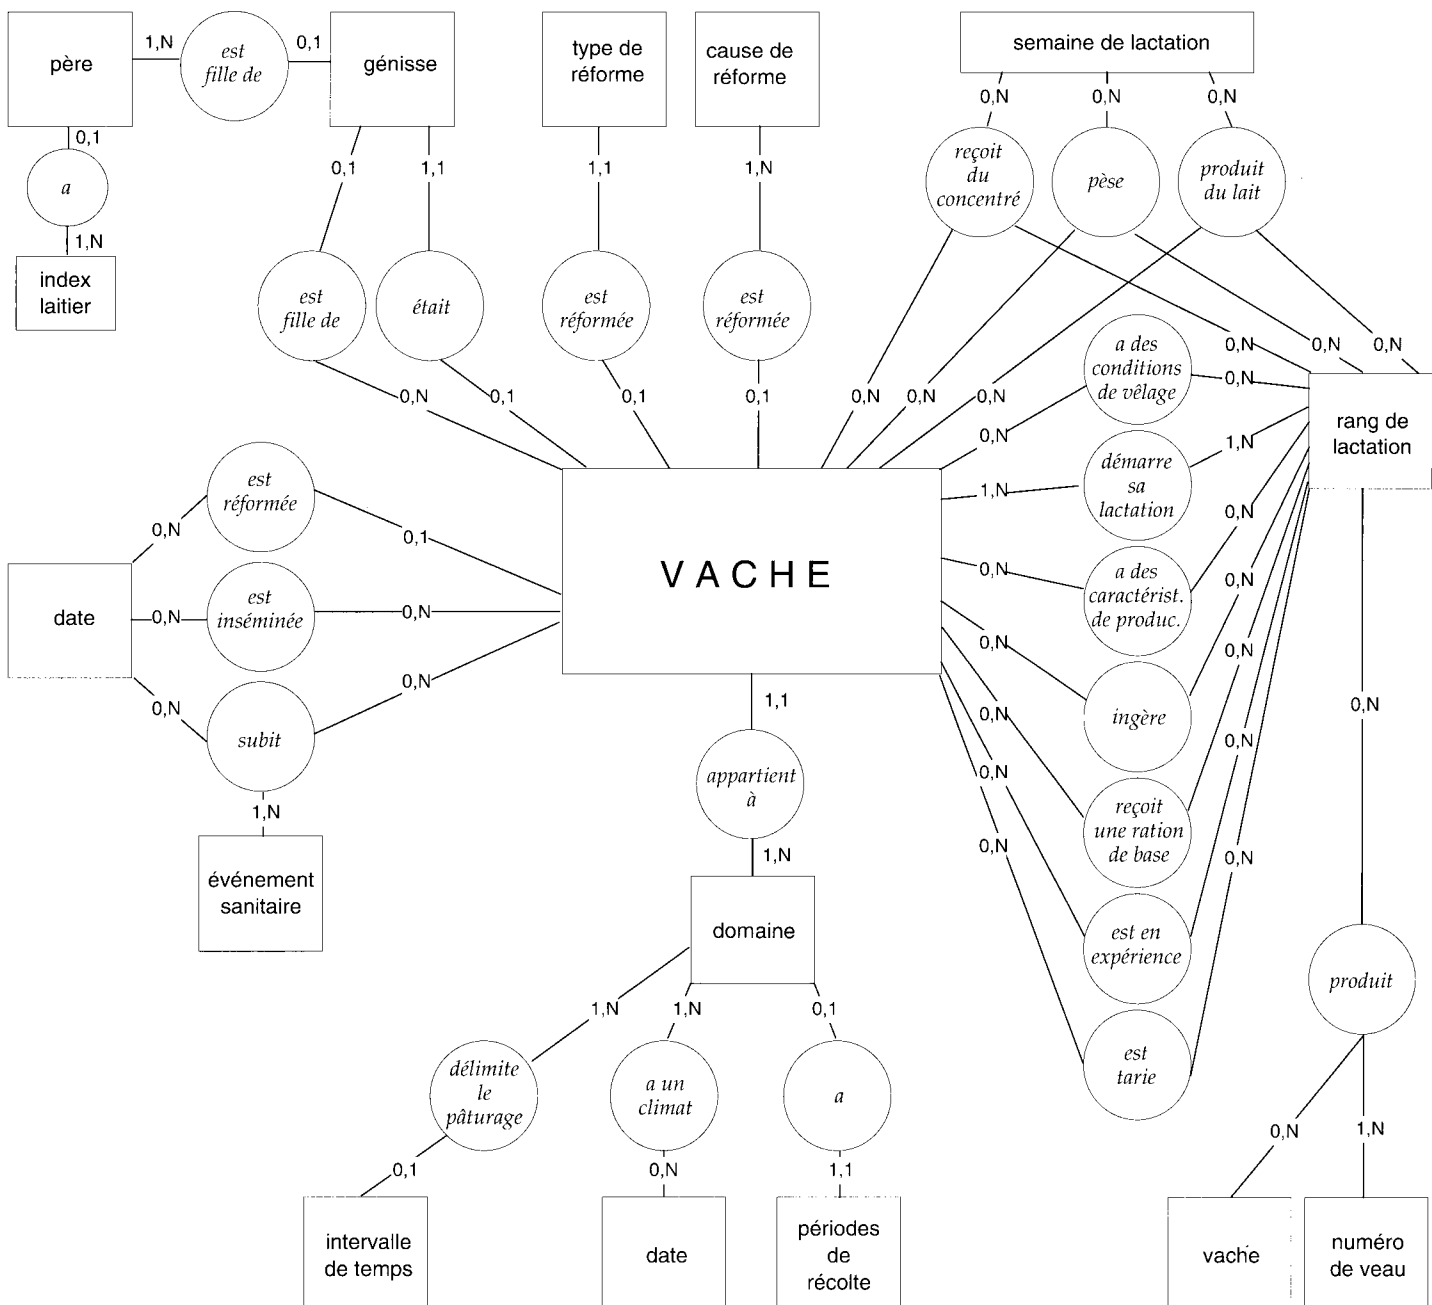 père
1,N
est
fille de
0,1
génisse
type de
réforme
cause de
réforme
semaine de lactation
0,1
a
1,N
index
laitier
0,1
1,1
1,1
1,N
0,N
0,N
0,N
reçoit
du
concentré
pèse
produit
du lait
est
fille de
était
est
réformée
est
réformée
0,N
0,1
0,1
0,1
0,N
0,N
0,N
0,N
0,N
0,N
a des
conditions
de vêlage
0,N
0,N
rang de
lactation
démarre
sa
lactation
1,N
1,N
est
réformée
0,N
0,1
VACHE
a des
caractérist.
de produc.
0,N
0,N
date
est
inséminée
0,N
0,N
ingère
0,N
0,N
subit
0,N
0,N
1,N
événement
sanitaire
1,1
appartient
à
1,N
domaine
reçoit
une ration
de base
0,N
0,N
est en
expérience
0,N
0,N
est
tarie
0,N
0,N
0,N
produit
0,N
1,N
vache
numéro
de veau
1,N
1,N
0,1
délimite
le
pâturage
a un
climat
a
0,1
0,N
1,1
intervalle
de temps
date
périodes
de
récolte